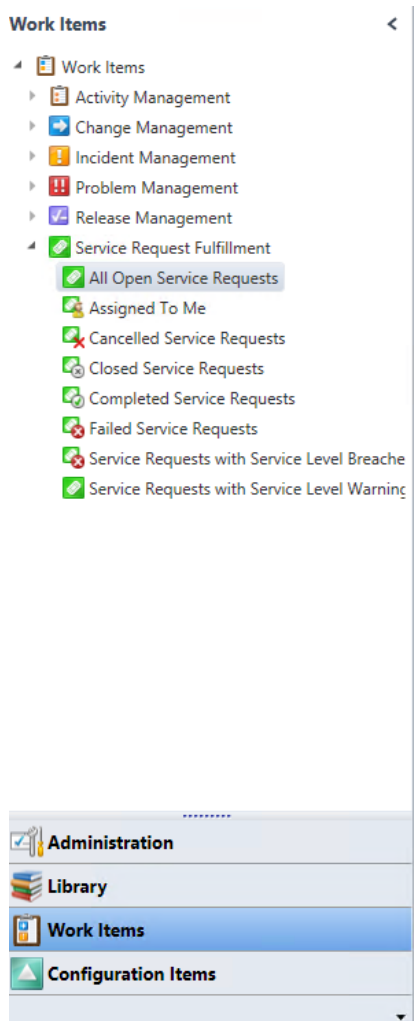 Work Items
Work Items
Activity Management
Change Management
Incident Management
Problem Management
Release Management
Service Request Fulfillment
All Open Service Requests
Assigned To Me
Cancelled Service Requests
Closed Service Requests
Completed Service Requests
Failed Service Requests
Service Requests with Service Level Breache
Service Requests with Service Level Warning
Administration
Library
Work Items
Configuration Items